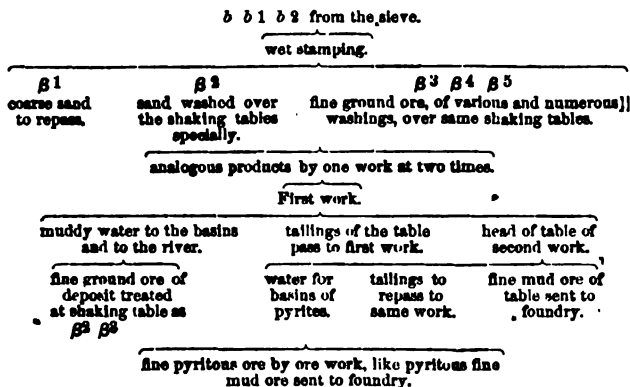 b b 1 b 2 from the sieve.
wet stamping.
β1 β2 β3 β4 β5
coarse sand sand washod over fine ground ora, of various and numerous]]
to repass. the shaking tables washings, over same shaking tables.
specially.
analogous products by one work at two times.
First work.
muddy water to the basins tailings of the table head of table of
and to the river. pass to first work. second work.
fine ground ore of water for tailings to fine mud ore of
deposit treated basins of repass to table sent to
at shaking table as pyrites. same work. foundry.
β2 β3
fine pyritous ore by ore work, like pyritous fine
mud ore sent to foundry.